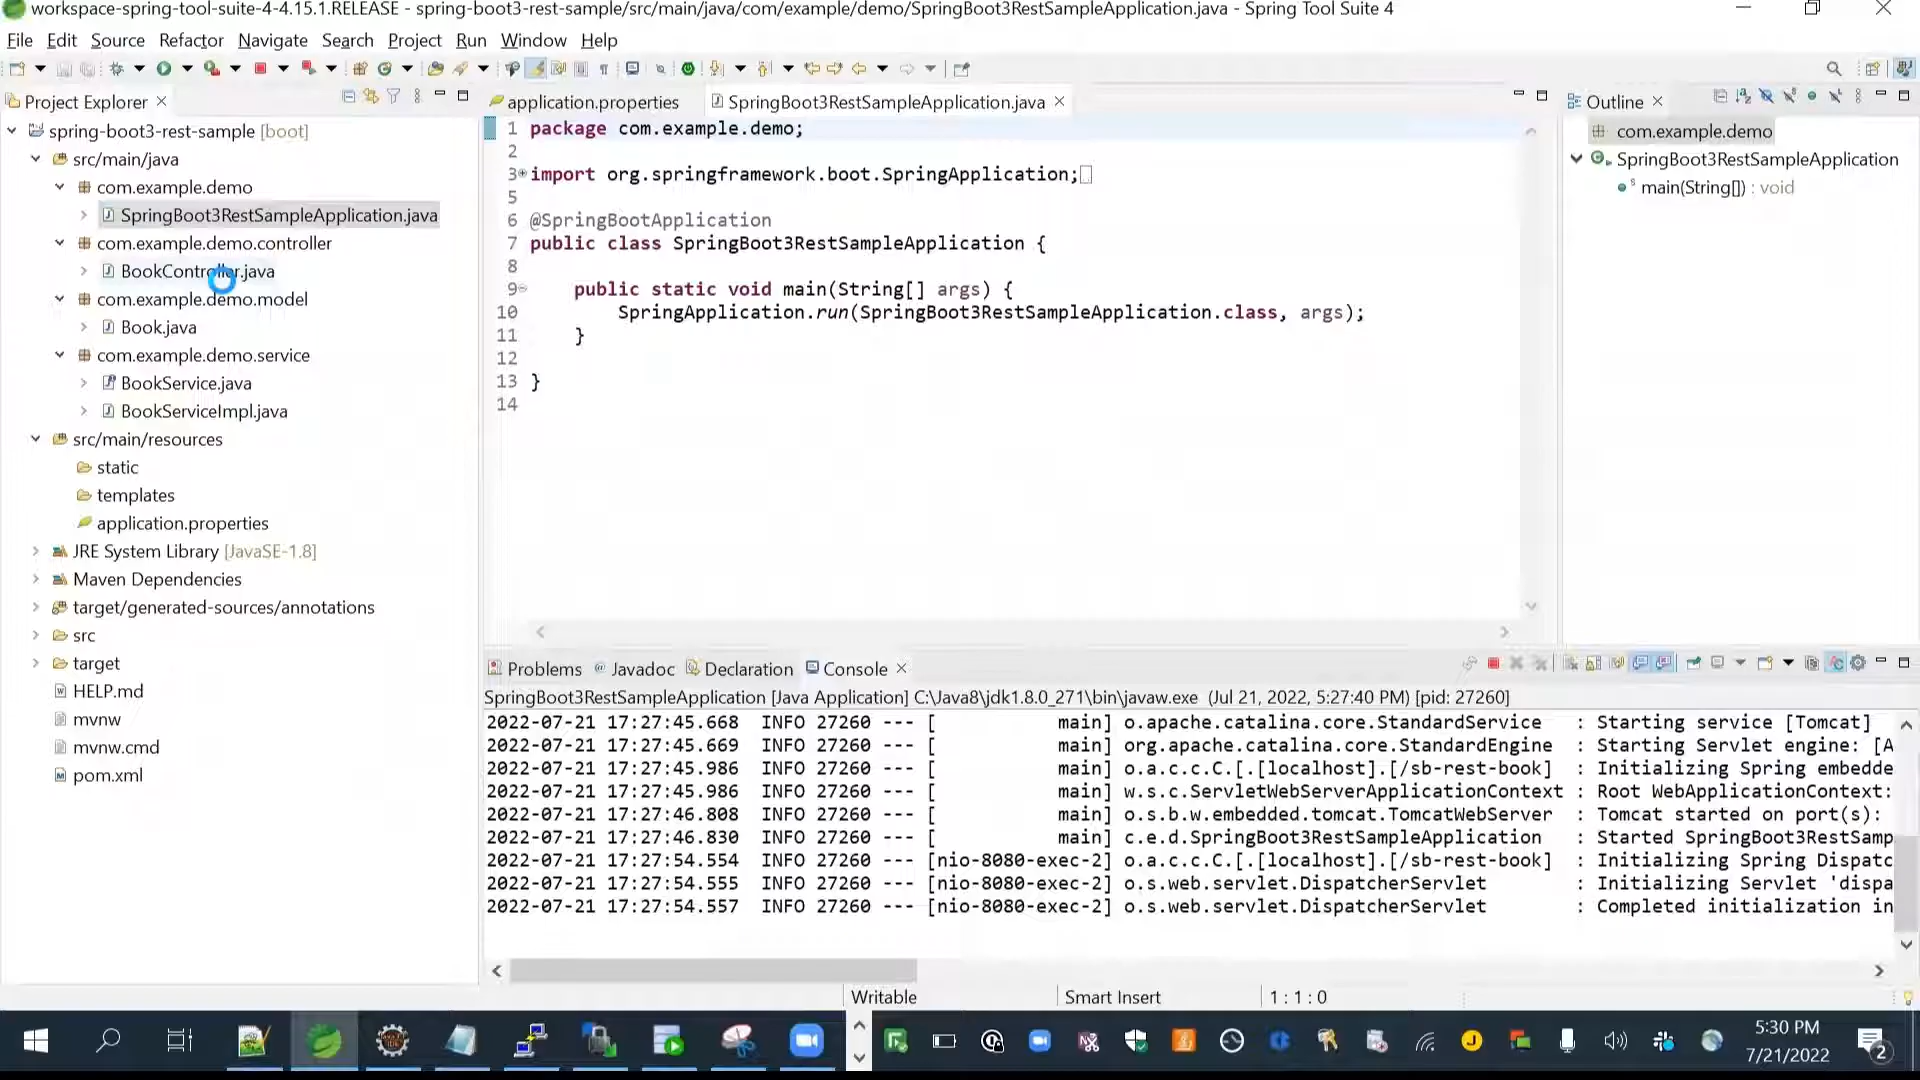 workspace-spring-tool-suite-4-4.15.1.RELEASE - spring-boot3-rest-sample/src/main/java/com/example/demo/SpringBoot3RestSampleApplication.java - Spring Tool Suite 4
File Edit Source Refactor Navigate Search Project Run Window Help
Project Explorer
spring-boot3-rest-sample [boot]
src/main/java
com.example.demo
SpringBoot3RestSampleApplication.java
com.example.demo.controller
BookController.java
com.example.demo.model
Book.java
com.example.demo.service
BookService.java
BookServiceImpl.java
src/main/resources
static
templates
application.properties
JRE System Library [JavaSE-1.8]
Maven Dependencies
target/generated-sources/annotations
src
target
HELP.md
mvnw
mvnw.cmd
pom.xml
application.properties SpringBoot3RestSampleApplication.java
1 package com.example.demo;
2
3 import org.springframework.boot.SpringApplication;
5
6 @SpringBootApplication
7 public class SpringBoot3RestSampleApplication {
8
9 public static void main(String[] args) {
10 SpringApplication.run(SpringBoot3RestSampleApplication.class, args);
11 }
12
13 }
14
Outline
com.example.demo
SpringBoot3RestSampleApplication
main(String[]) : void
Problems Javadoc Declaration Console
SpringBoot3RestSampleApplication [Java Application] C:\Java8\jdk1.8.0_271\bin\javaw.exe (Jul 21, 2022, 5:27:40 PM) [pid: 27260]
2022-07-21 17:27:45.668 INFO 27260 --- [ main] o.apache.catalina.core.StandardService : Starting service [Tomcat]
2022-07-21 17:27:45.669 INFO 27260 --- [ main] org.apache.catalina.core.StandardEngine : Starting Servlet engine: [A
2022-07-21 17:27:45.986 INFO 27260 --- [ main] o.a.c.c.C.[.[localhost].[/sb-rest-book] : Initializing Spring embedde
2022-07-21 17:27:45.986 INFO 27260 --- [ main] w.s.c.ServletWebServerApplicationContext : Root WebApplicationContext:
2022-07-21 17:27:46.808 INFO 27260 --- [ main] o.s.b.w.embedded.tomcat.TomcatWebServer : Tomcat started on port(s):
2022-07-21 17:27:46.830 INFO 27260 --- [ main] c.e.d.SpringBoot3RestSampleApplication : Started SpringBoot3RestSamp
2022-07-21 17:27:54.554 INFO 27260 --- [nio-8080-exec-2] o.a.c.c.C.[.[localhost].[/sb-rest-book] : Initializing Spring Dispatc
2022-07-21 17:27:54.555 INFO 27260 --- [nio-8080-exec-2] o.s.web.servlet.DispatcherServlet : Initializing Servlet 'dispa
2022-07-21 17:27:54.557 INFO 27260 --- [nio-8080-exec-2] o.s.web.servlet.DispatcherServlet : Completed initialization in
Writable Smart Insert 1 : 1 : 0
5:30 PM
7/21/2022
2